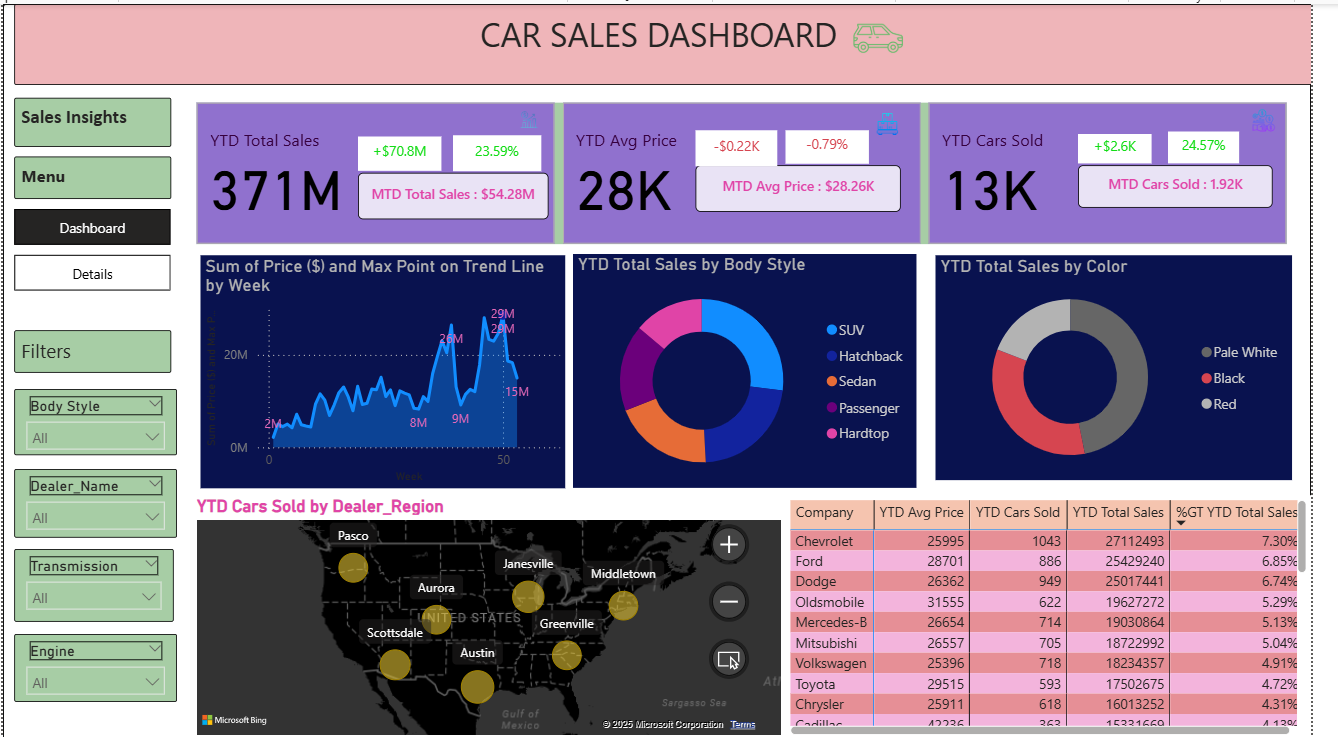 CAR SALES DASHBOARD
Sales Insights
Menu
Dashboard
Details
Filters
Body Style
All
Dealer_Name
All
Transmission
All
Engine
All
YTD Total Sales
+$70.8M
23.59%
371M
MTD Total Sales : $54.28M
YTD Avg Price
-$0.22K
-0.79%
28K
MTD Avg Price : $28.26K
YTD Cars Sold
+$2.6K
24.57%
13K
MTD Cars Sold : 1.92K
Sum of Price ($) and Max Point on Trend Line
by Week
Sum of Price ($) and Max P...
20M
0M
2M
26M
8M
9M
29M
29M
15M
0
50
Week
YTD Total Sales by Body Style
SUV
Hatchback
Sedan
Passenger
Hardtop
YTD Total Sales by Color
Pale White
Black
Red
YTD Cars Sold by Dealer_Region
Pasco
Janesville
Middletown
Aurora
UNITED STATES
Greenville
Scottsdale
Austin
Gulf of
Mexico
Sargasso Sea
Microsoft Bing
© 2025 Microsoft Corporation Terms
Company YTD Avg Price YTD Cars Sold YTD Total Sales %GT YTD Total Sales
Chevrolet 25995 1043 27112493 7.30%
Ford 28701 886 25429240 6.85%
Dodge 26362 949 25017441 6.74%
Oldsmobile 31555 622 19627272 5.29%
Mercedes-B 26654 714 19030864 5.13%
Mitsubishi 26557 705 18722992 5.04%
Volkswagen 25396 718 18234357 4.91%
Toyota 29515 593 17502675 4.72%
Chrysler 25911 618 16013252 4.31%
Cadillac 42236 363 15331669 4.13%